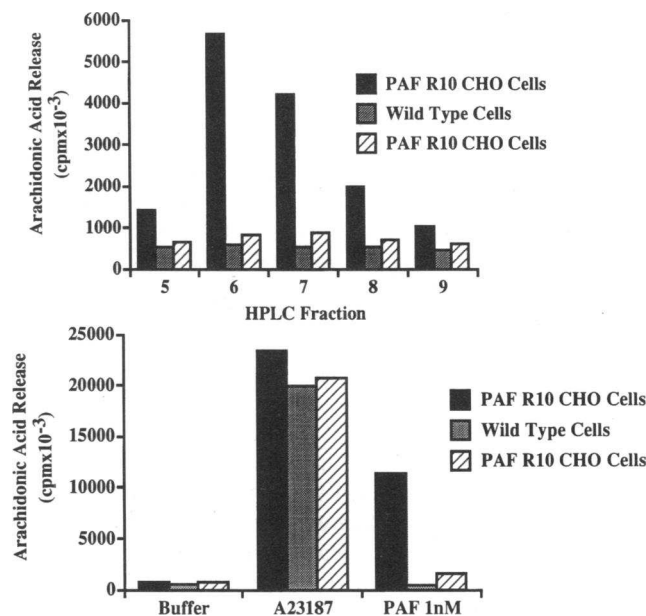 Arachidonic Acid Release
(cpmx10-3)
6000
5000
4000
3000
2000
1000
0
PAF R10 CHO Cells
Wild Type Cells
PAF R10 CHO Cells
5 6 7 8 9
HPLC Fraction
Arachidonic Acid Release
(cpmx10-3)
25000
20000
15000
10000
5000
0
PAF R10 CHO Cells
Wild Type Cells
PAF R10 CHO Cells
Buffer A23187 PAF 1nM